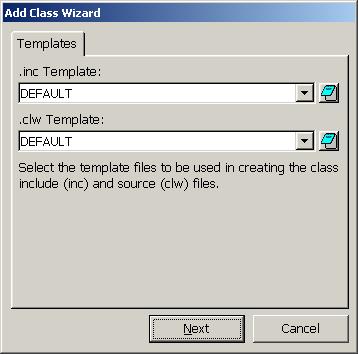 Add Class Wizard
Templates
.inc Template:
DEFAULT
.clw Template:
DEFAULT
Select the template files to be used in creating the class
include (inc) and source (clw) files.
Next
Cancel